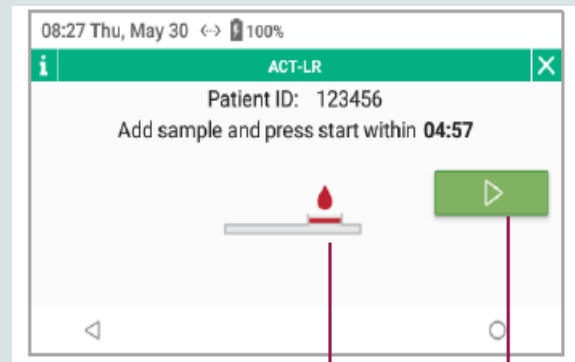 08:27 Thu, May 30 100%
i ACT-LR X
Patient ID: 123456
Add sample and press start within 04:57